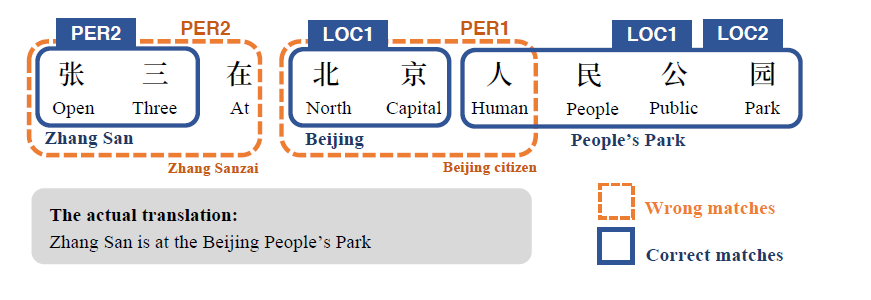 PER2 PER2 LOC1 PER1 LOC1 LOC2
张 三 在 北 京 人 民 公 园
Open Three At North Capital Human People Public Park
Zhang San Beijing People's Park
Zhang Sanzai Beijing citizen
The actual translation:
Zhang San is at the Beijing People's Park
Wrong matches
Correct matches